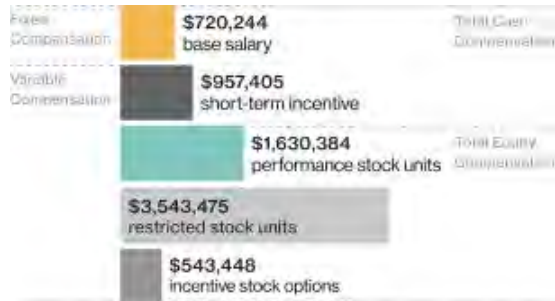 Fixed
Compensation
$720,244
base salary
Total Cash
Compensation
Variable
Compensation
$957,405
short-term incentive
$1,630,384
performance stock units
Total Equity
Compensation
$3,543,475
restricted stock units
$543,448
incentive stock options